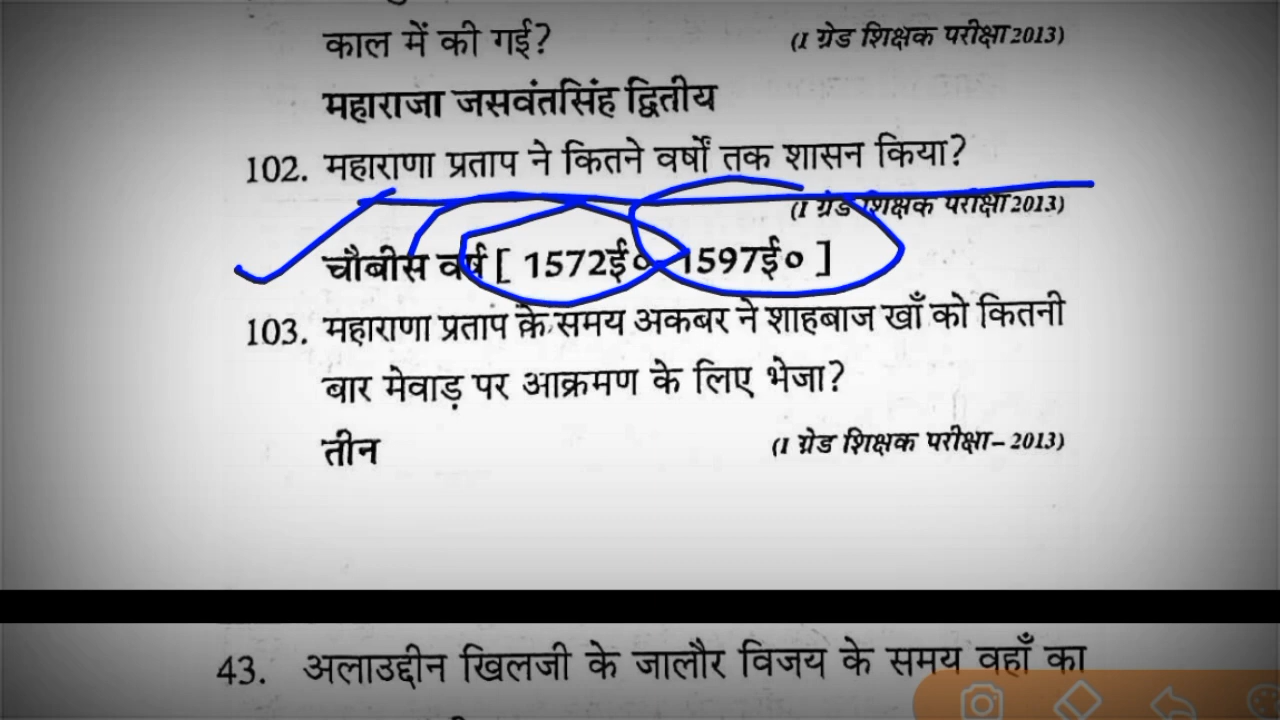 काल में की गई?
(I ग्रेड शिक्षक परीक्षा 2013)
महाराजा जसवंतसिंह द्वितीय
102. महाराणा प्रताप ने कितने वर्षों तक शासन किया?
(I ग्रेड शिक्षक परीक्षा 2013)
चौबीस वर्ष [ 1572ई० 1597ई० ]
103. महाराणा प्रताप के समय अकबर ने शाहबाज खाँ को कितनी
बार मेवाड़ पर आक्रमण के लिए भेजा?
तीन
(I ग्रेड शिक्षक परीक्षा– 2013)
43. अलाउद्दीन खिलजी के जालौर विजय के समय वहाँ का